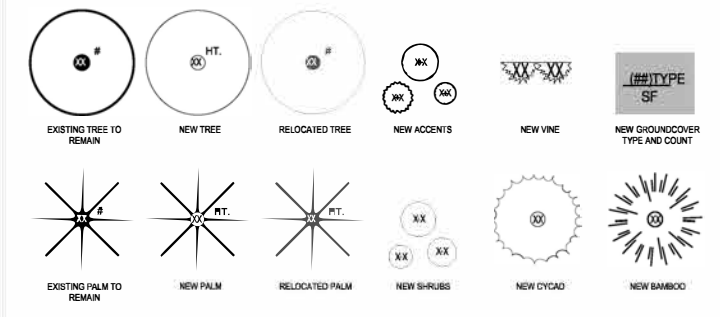 #
HT.
#
XX
XX
XX
XX
XX
XX
XX XX
(##)TYPE
SF
EXISTING TREE TO
REMAIN
NEW TREE
RELOCATED TREE
NEW ACCENTS
NEW VINE
NEW GROUNDCOVER
TYPE AND COUNT
#
HT.
HT.
XX
XX
XX
XX
XX
XX
XX
XX
EXISTING PALM TO
REMAIN
NEW PALM
RELOCATED PALM
NEW SHRUBS
NEW CYCAD
NEW BAMBOO